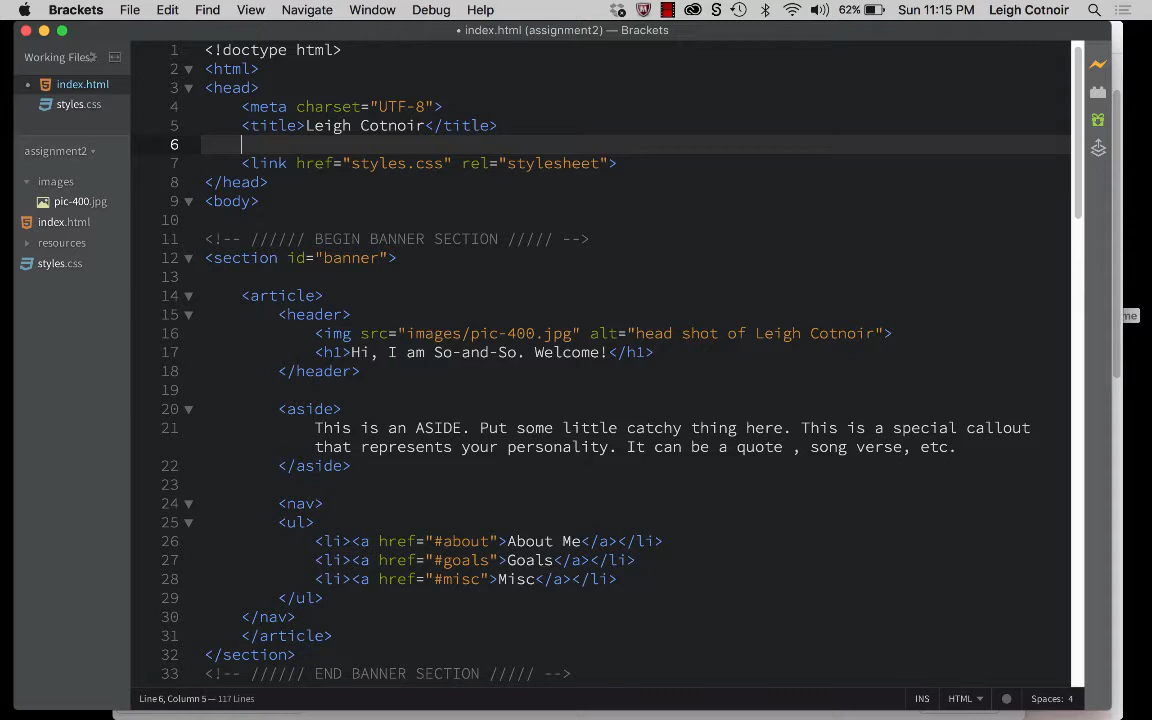 Brackets File Edit Find View Navigate Window Debug Help 62% Sun 11:15 PM Leigh Cotnoir
• index.html (assignment2) — Brackets
Working Files
• index.html
styles.css
assignment2
images
pic-400.jpg
index.html
resources
styles.css
1 <!doctype html>
2 <html>
3 <head>
4 <meta charset="UTF-8">
5 <title>Leigh Cotnoir</title>
6
7 <link href="styles.css" rel="stylesheet">
8 </head>
9 <body>
10
11 <!-- ////// BEGIN BANNER SECTION ///// -->
12 <section id="banner">
13
14 <article>
15 <header>
16 <img src="images/pic-400.jpg" alt="head shot of Leigh Cotnoir">
17 <h1>Hi, I am So-and-So. Welcome!</h1>
18 </header>
19
20 <aside>
21 This is an ASIDE. Put some little catchy thing here. This is a special callout
that represents your personality. It can be a quote , song verse, etc.
22 </aside>
23
24 <nav>
25 <ul>
26 <li><a href="#about">About Me</a></li>
27 <li><a href="#goals">Goals</a></li>
28 <li><a href="#misc">Misc</a></li>
29 </ul>
30 </nav>
31 </article>
32 </section>
33 <!-- ////// END BANNER SECTION ///// -->
me
Line 6, Column 5 — 117 Lines
INS HTML Spaces: 4